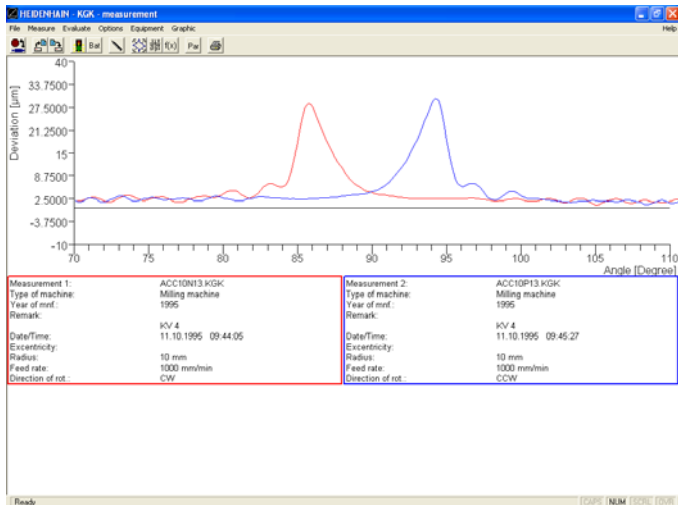 HEIDENHAIN - KGK - measurement
File Measure Evaluate Options Equipment Graphic Help
Bat f(x) Par
Deviation [µm]
40
33.7500
27.5000
21.2500
15
8.7500
2.5000
-3.7500
-10
70 75 80 85 90 95 100 105 110
Angle [Degree]
Measurement 1: ACC10N13.KGK
Type of machine: Milling machine
Year of mnf.: 1995
Remark:
KV 4
Date/Time: 11.10.1995 09:44:05
Excentricity:
Radius: 10 mm
Feed rate: 1000 mm/min
Direction of rot.: CW
Measurement 2: ACC10P13.KGK
Type of machine: Milling machine
Year of mnf.: 1995
Remark:
KV 4
Date/Time: 11.10.1995 09:45:27
Excentricity:
Radius: 10 mm
Feed rate: 1000 mm/min
Direction of rot.: CCW
Ready CAPS NUM SCRL OVR